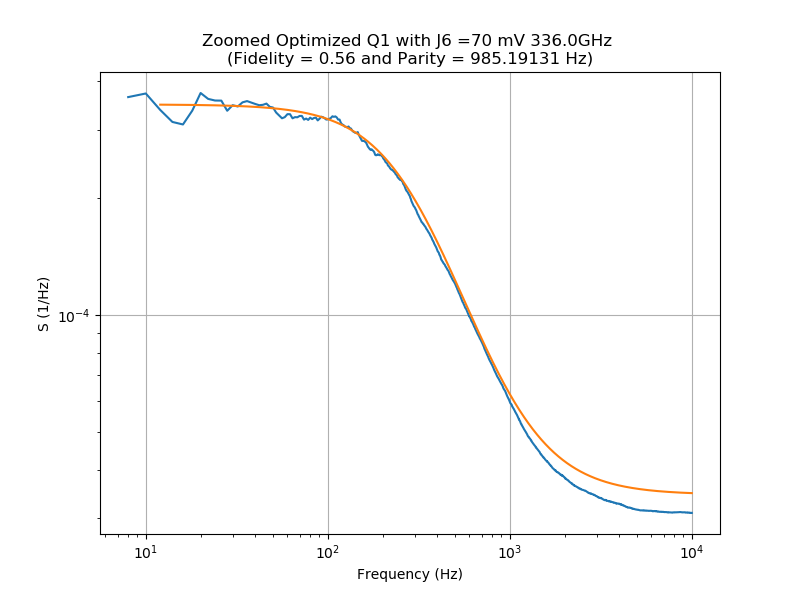 Zoomed Optimized Q1 with J6 =70 mV 336.0GHz
(Fidelity = 0.56 and Parity = 985.19131 Hz)
S (1/Hz)
10⁻⁴
10¹ 10² 10³ 10⁴
Frequency (Hz)